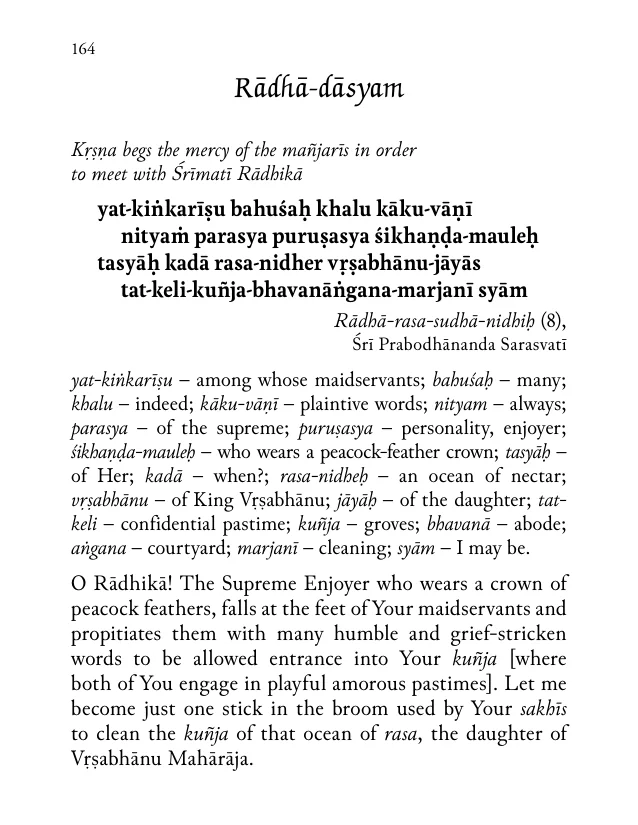 164
Rādhā-dāsyam
Kṛṣṇa begs the mercy of the mañjarīs in order
to meet with Śrīmatī Rādhikā
yat-kiṅkarīṣu bahuśaḥ khalu kāku-vāṇī
nityaṁ parasya puruṣasya śikhaṇḍa-mauleḥ
tasyāḥ kadā rasa-nidher vṛṣabhānu-jāyās
tat-keli-kuñja-bhavanāṅgana-marjanī syām
Rādhā-rasa-sudhā-nidhiḥ (8),
Śrī Prabodhānanda Sarasvatī
yat-kiṅkarīṣu – among whose maidservants; bahuśaḥ – many;
khalu – indeed; kāku-vāṇī – plaintive words; nityam – always;
parasya – of the supreme; puruṣasya – personality, enjoyer;
śikhaṇḍa-mauleḥ – who wears a peacock-feather crown; tasyāḥ –
of Her; kadā – when?; rasa-nidheḥ – an ocean of nectar;
vṛṣabhānu – of King Vṛṣabhānu; jāyāḥ – of the daughter; tat-
keli – confidential pastime; kuñja – groves; bhavanā – abode;
aṅgana – courtyard; marjanī – cleaning; syām – I may be.
O Rādhikā! The Supreme Enjoyer who wears a crown of
peacock feathers, falls at the feet of Your maidservants and
propitiates them with many humble and grief-stricken
words to be allowed entrance into Your kuñja [where
both of You engage in playful amorous pastimes]. Let me
become just one stick in the broom used by Your sakhīs
to clean the kuñja of that ocean of rasa, the daughter of
Vṛṣabhānu Mahārāja.